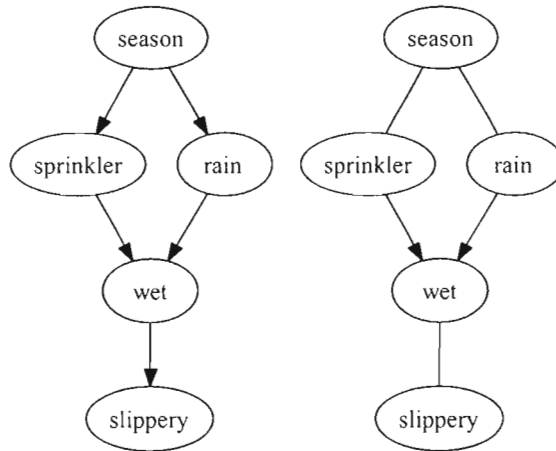 season
season
sprinkler
rain
sprinkler
rain
wet
wet
slippery
slippery